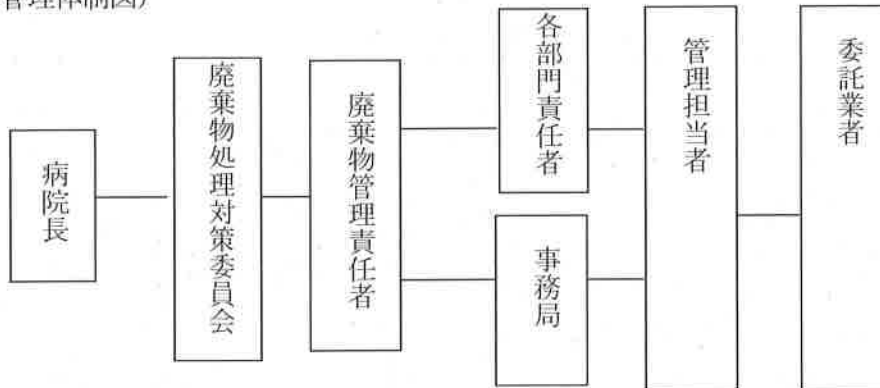 管理体制図）
病院長
廃棄物処理対策委員会
廃棄物管理責任者
各部門責任者
事務局
管理担当者
委託業者